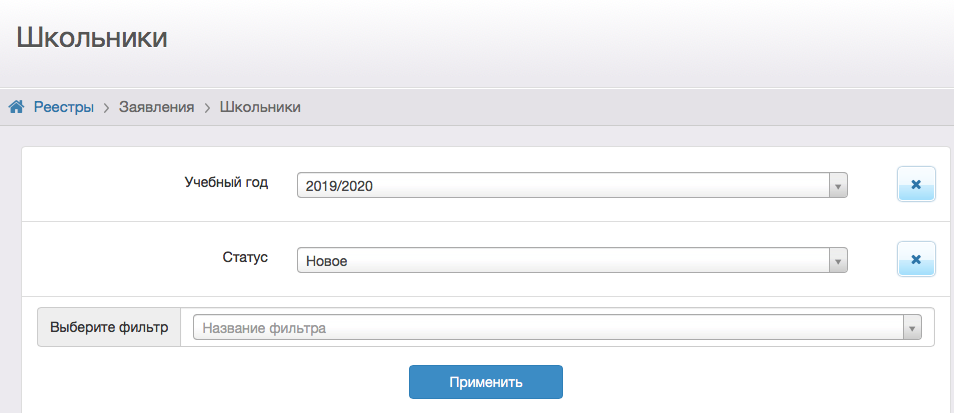 Школьники
Реестры > Заявления > Школьники
Учебный год 2019/2020
Статус Новое
Выберите фильтр Название фильтра
Применить